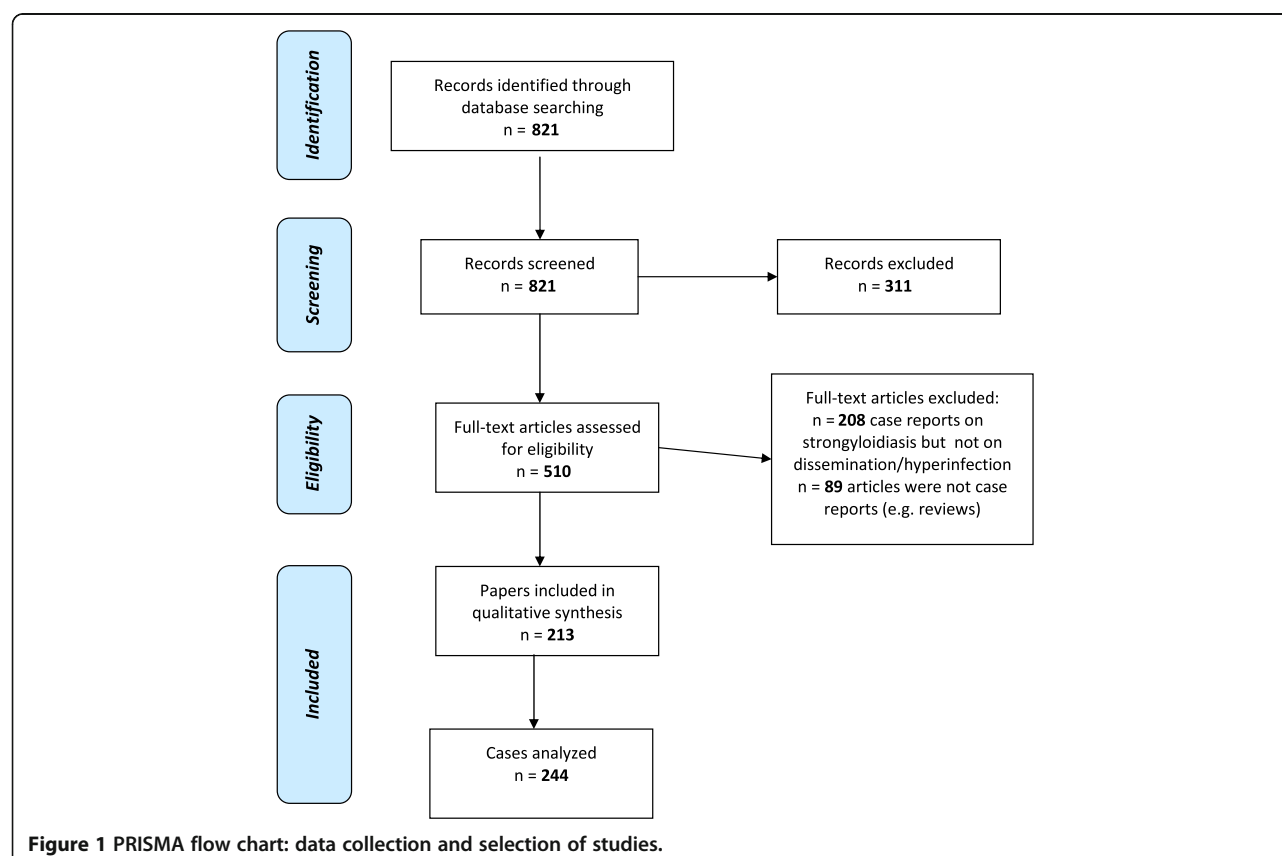 Identification
Records identified through
database searching
n = 821
Screening
Records screened
n = 821
Records excluded
n = 311
Eligibility
Full-text articles assessed
for eligibility
n = 510
Full-text articles excluded:
n = 208 case reports on
strongyloidiasis but not on
dissemination/hyperinfection
n = 89 articles were not case
reports (e.g. reviews)
Included
Papers included in
qualitative synthesis
n = 213
Cases analyzed
n = 244
Figure 1 PRISMA flow chart: data collection and selection of studies.